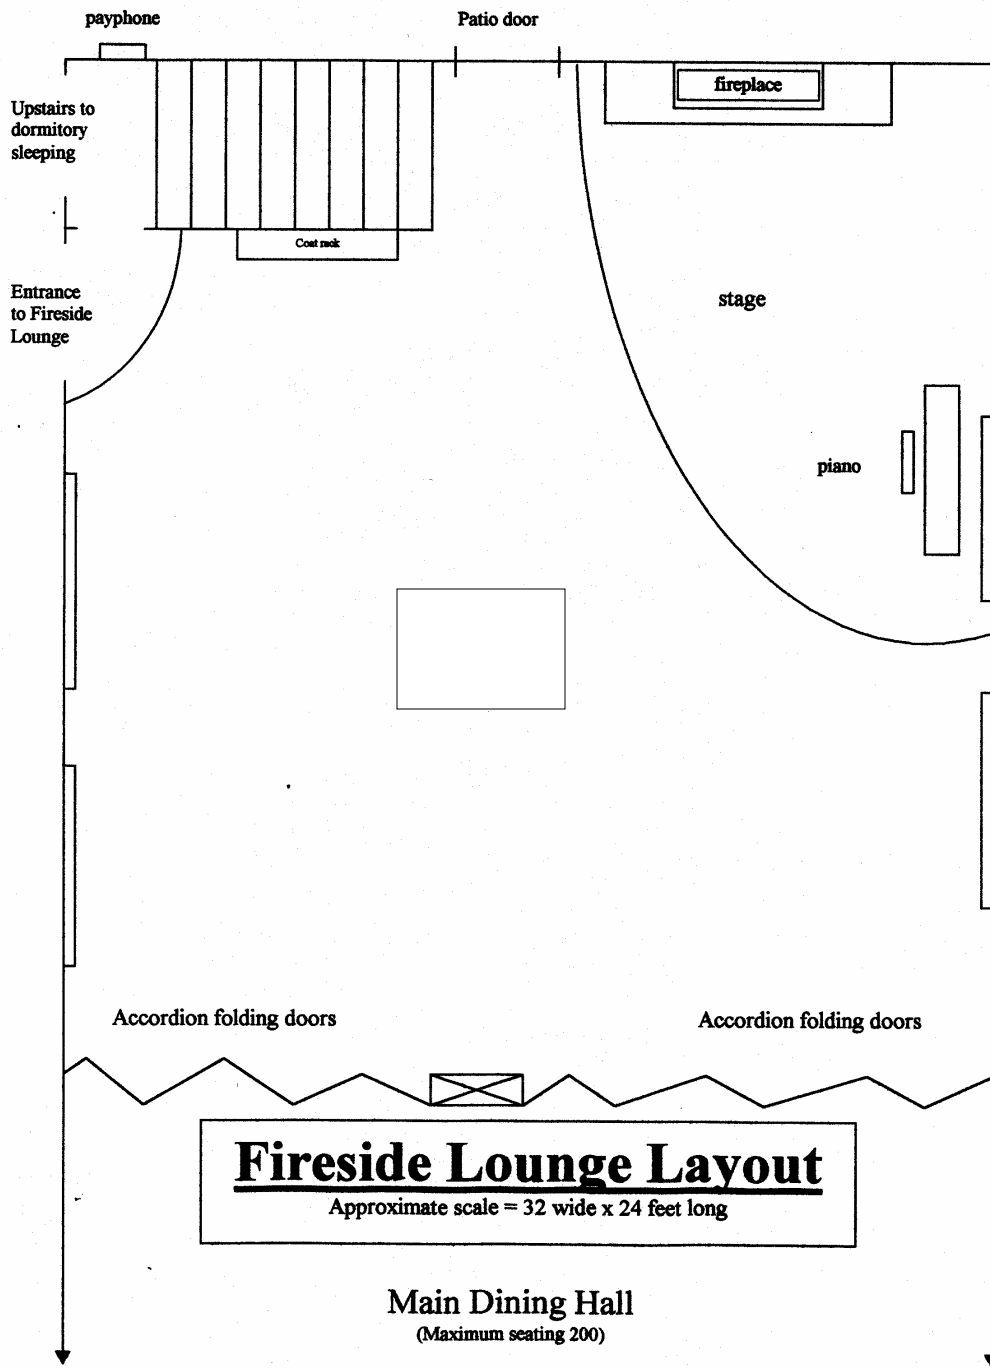 payphone
Patio door
fireplace
Upstairs to
dormitory
sleeping
Coat rack
Entrance
to Fireside
Lounge
stage
piano
Accordion folding doors
Accordion folding doors
Fireside Lounge Layout
Approximate scale = 32 wide x 24 feet long
Main Dining Hall
(Maximum seating 200)